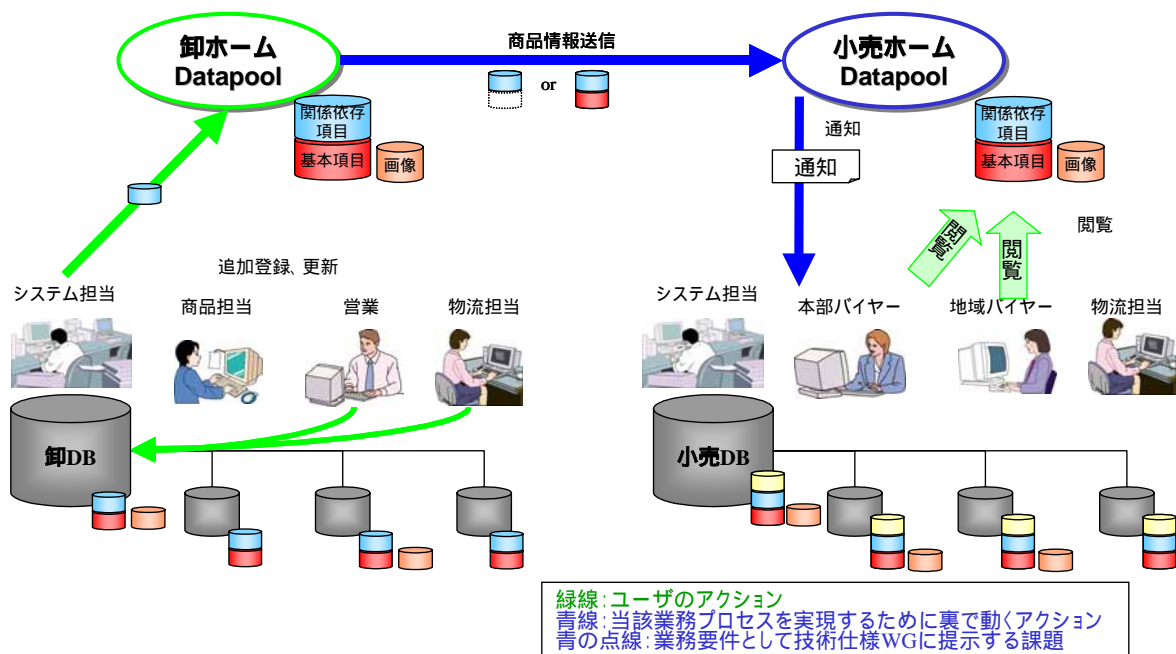 卸ホーム
Datapool
商品情報送信
or
小売ホーム
Datapool
関係依存
項目
基本項目
画像
通知
通知
関係依存
項目
基本項目
画像
閲覧
閲覧
閲覧
追加登録、更新
システム担当
商品担当
営業
物流担当
システム担当
本部バイヤー
地域バイヤー
物流担当
卸DB
小売DB
緑線:ユーザのアクション
青線:当該業務プロセスを実現するために裏で動くアクション
青の点線:業務要件として技術仕様WGに提示する課題